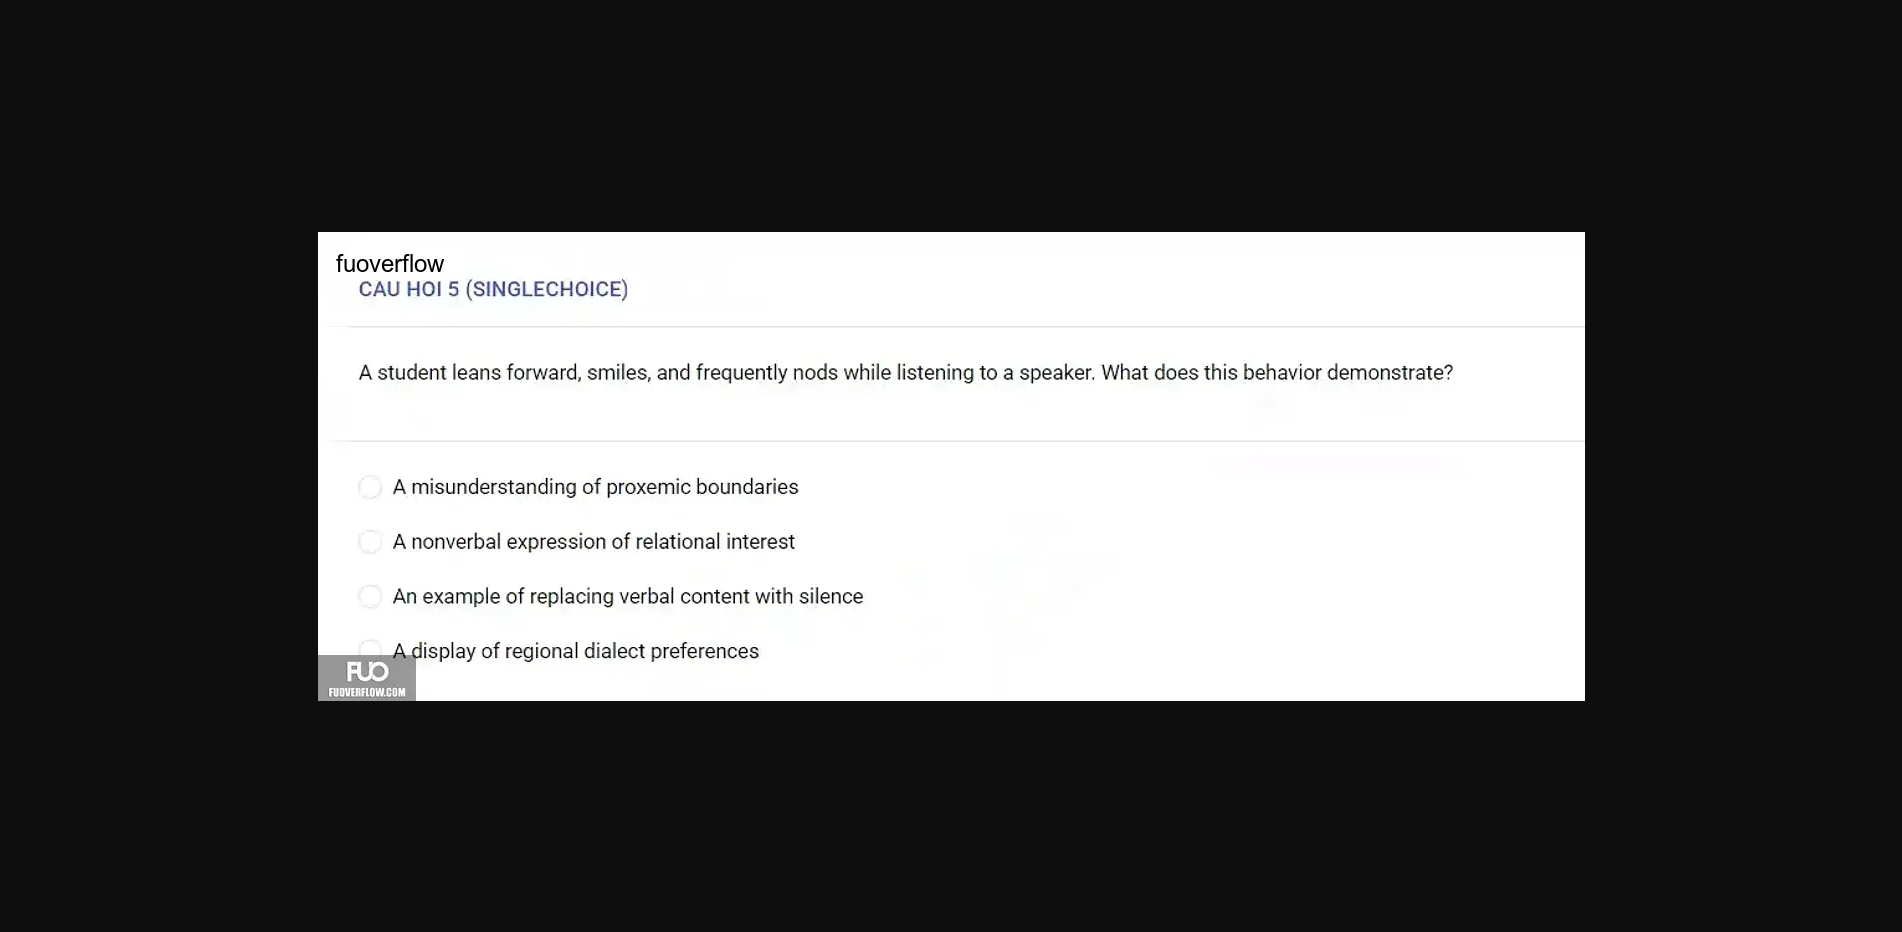 fuoverflow
CAU HOI 5 (SINGLECHOICE)
A student leans forward, smiles, and frequently nods while listening to a speaker. What does this behavior demonstrate?
A misunderstanding of proxemic boundaries
A nonverbal expression of relational interest
An example of replacing verbal content with silence
A display of regional dialect preferences
FUO
FUOVERFLOW.COM